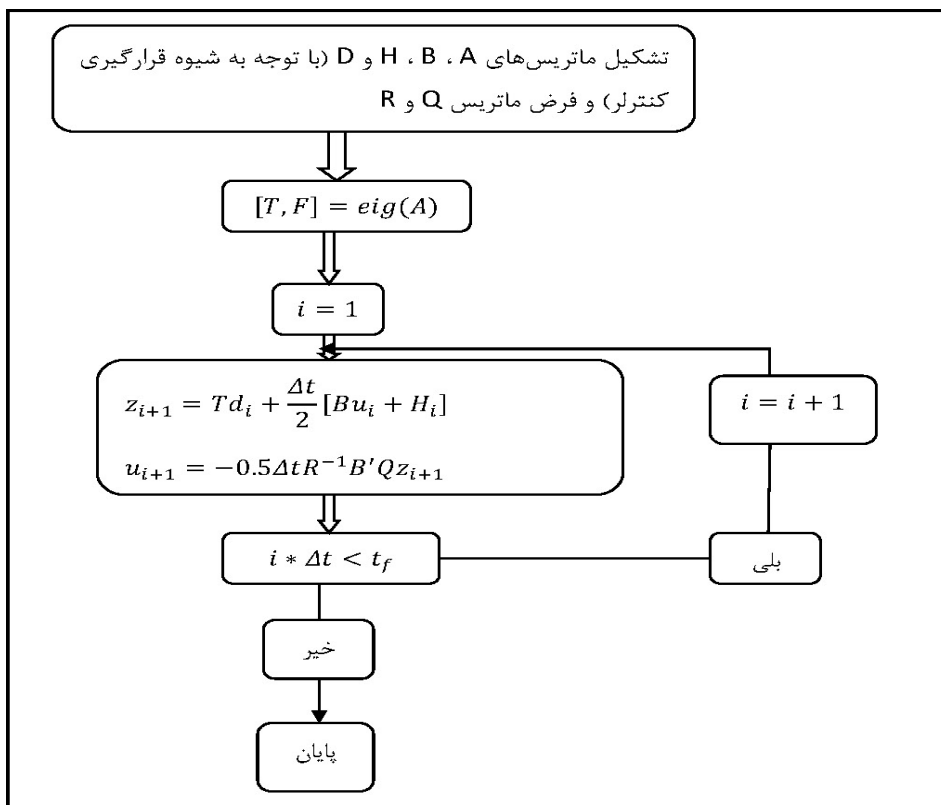 تشکیل ماتریس‌های A ، B ، H و D (با توجه به شیوه قرارگیری
کنترلر) و فرض ماتریس Q و R
[T, F] = eig(A)
i = 1
z_{i+1} = Td_i + \frac{Δt}{2}[Bu_i + H_i]
u_{i+1} = −0.5ΔtR^{−1}B′Qz_{i+1}
i = i + 1
i ∗ Δt < t_f
بلی
خیر
پایان